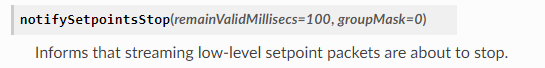 notifySetpointsStop(remainValidMillisecs=100, groupMask=0)
Informs that streaming low-level setpoint packets are about to stop.